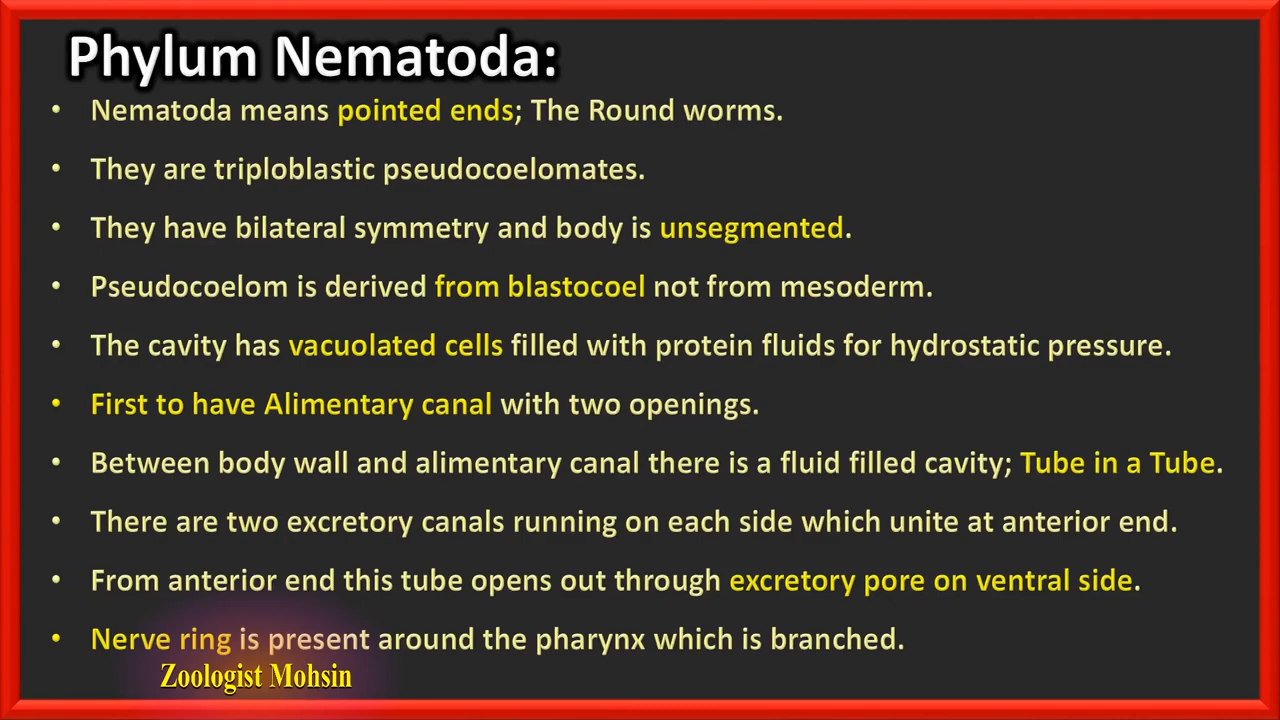 Phylum Nematoda:
• Nematoda means pointed ends; The Round worms.
• They are triploblastic pseudocoelomates.
• They have bilateral symmetry and body is unsegmented.
• Pseudocoelom is derived from blastocoel not from mesoderm.
• The cavity has vacuolated cells filled with protein fluids for hydrostatic pressure.
• First to have Alimentary canal with two openings.
• Between body wall and alimentary canal there is a fluid filled cavity; Tube in a Tube.
• There are two excretory canals running on each side which unite at anterior end.
• From anterior end this tube opens out through excretory pore on ventral side.
• Nerve ring is present around the pharynx which is branched.
Zoologist Mohsin